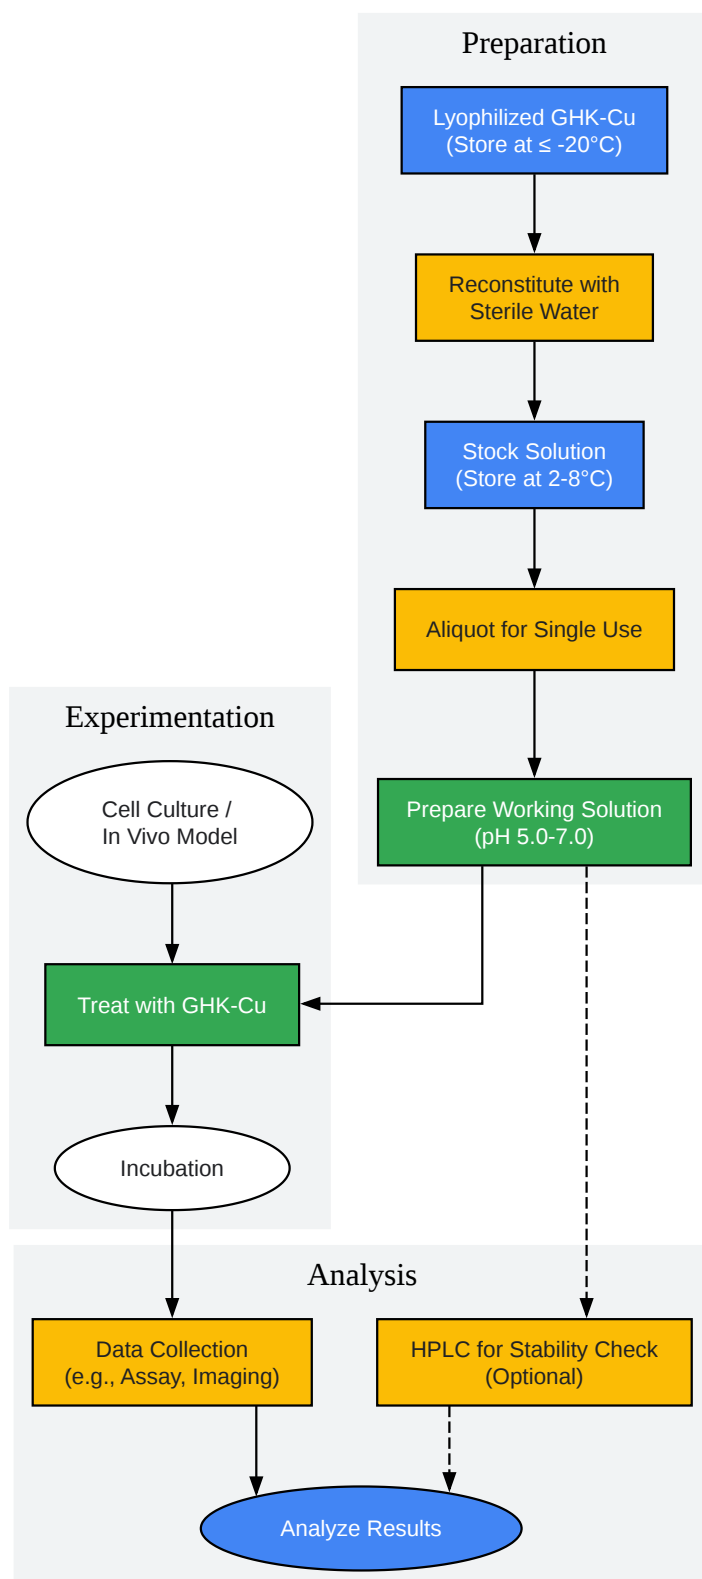 Preparation
Lyophilized GHK-Cu
(Store at ≤ -20°C)
Reconstitute with
Sterile Water
Stock Solution
(Store at 2-8°C)
Aliquot for Single Use
Prepare Working Solution
(pH 5.0-7.0)
Experimentation
Cell Culture /
In Vivo Model
Treat with GHK-Cu
Incubation
Analysis
Data Collection
(e.g., Assay, Imaging)
HPLC for Stability Check
(Optional)
Analyze Results